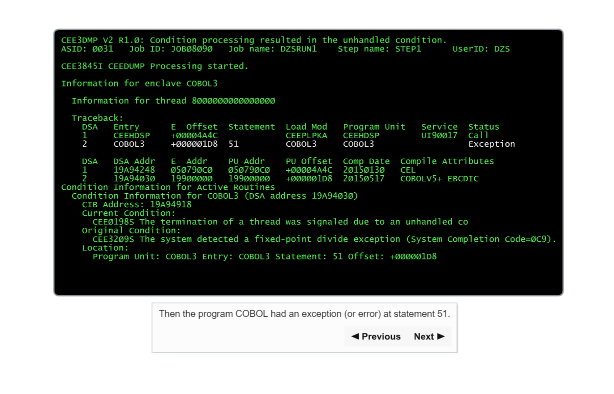 CEE3DMP V2 R1.0: Condition processing resulted in the unhandled condition.
ASID: 0031 Job ID: JOB08090 Job name: DZSRUN1 Step name: STEP1 UserID: DZS
CEE3845I CEEDUMP Processing started.
Information for enclave COBOL3
Information for thread 8000000000000000
Traceback:
DSA Entry E Offset Statement Load Mod Program Unit Service Status
1 CEEHDSP +00004A4C CEEPLPKA CEEHDSP UI90017 Call
2 COBOL3 +000001D8 51 COBOL3 COBOL3 Exception
DSA DSA Addr E Addr PU Addr PU Offset Comp Date Compile Attributes
1 19A94248 050790C0 050790C0 +00004A4C 20150130 CEL
2 19A94030 19900000 19900000 +000001D8 20150517 COBOLV5+ EBCDIC
Condition Information for Active Routines
Condition Information for COBOL3 (DSA address 19A94030)
CIB Address: 19A94918
Current Condition:
CEE0198S The termination of a thread was signaled due to an unhandled co
Original Condition:
CEE3209S The system detected a fixed-point divide exception (System Completion Code=0C9).
Location:
Program Unit: COBOL3 Entry: COBOL3 Statement: 51 Offset: +000001D8
Then the program COBOL had an exception (or error) at statement 51.
◄ Previous Next ►